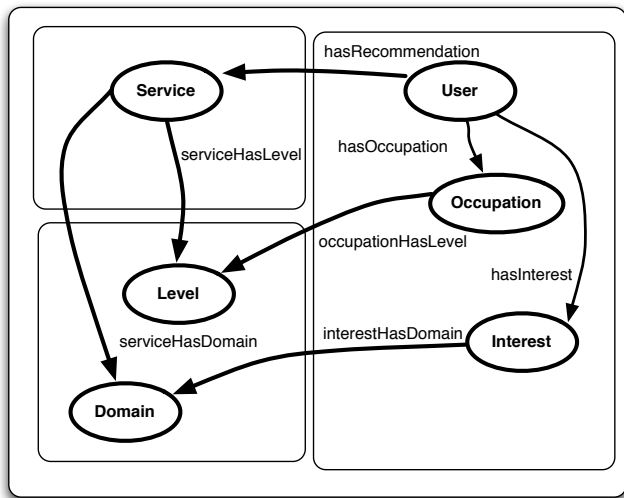 hasRecommendation
Service
User
serviceHasLevel
hasOccupation
Occupation
occupationHasLevel
hasInterest
Level
serviceHasDomain
interestHasDomain
Interest
Domain